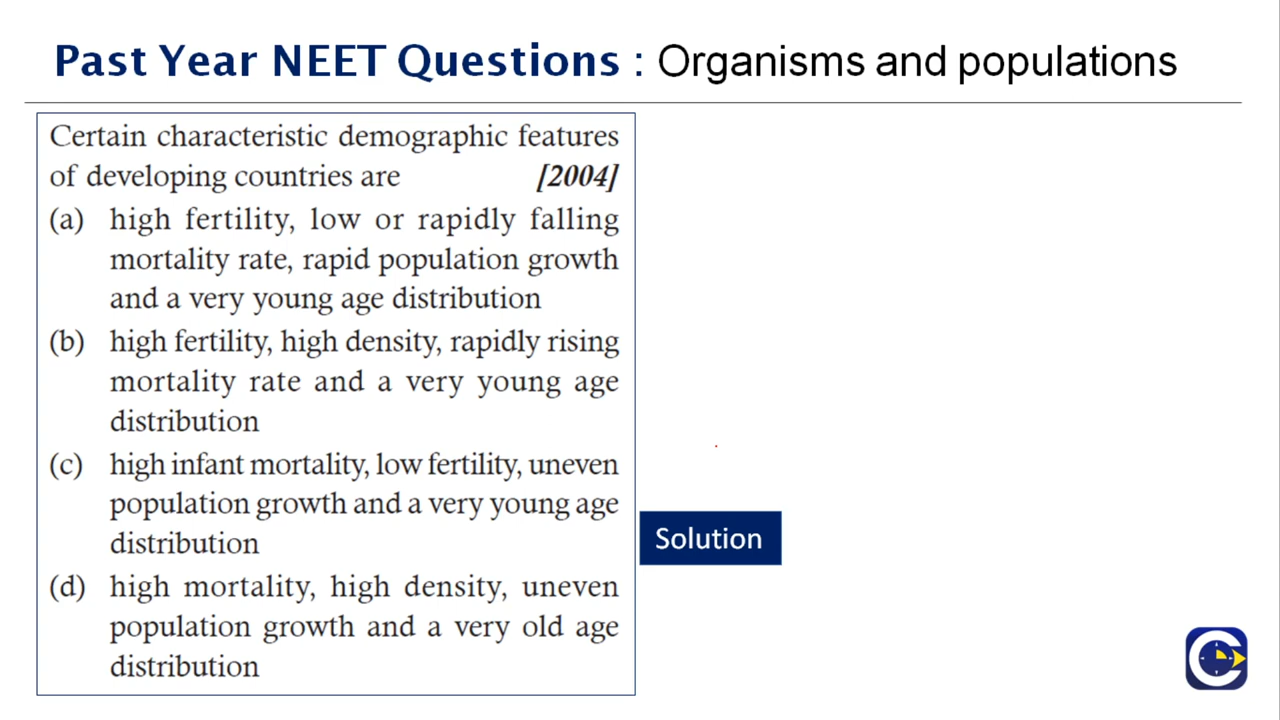 Past Year NEET Questions : Organisms and populations
Certain characteristic demographic features
of developing countries are [2004]
(a) high fertility, low or rapidly falling
mortality rate, rapid population growth
and a very young age distribution
(b) high fertility, high density, rapidly rising
mortality rate and a very young age
distribution
(c) high infant mortality, low fertility, uneven
population growth and a very young age
distribution
(d) high mortality, high density, uneven
population growth and a very old age
distribution
Solution